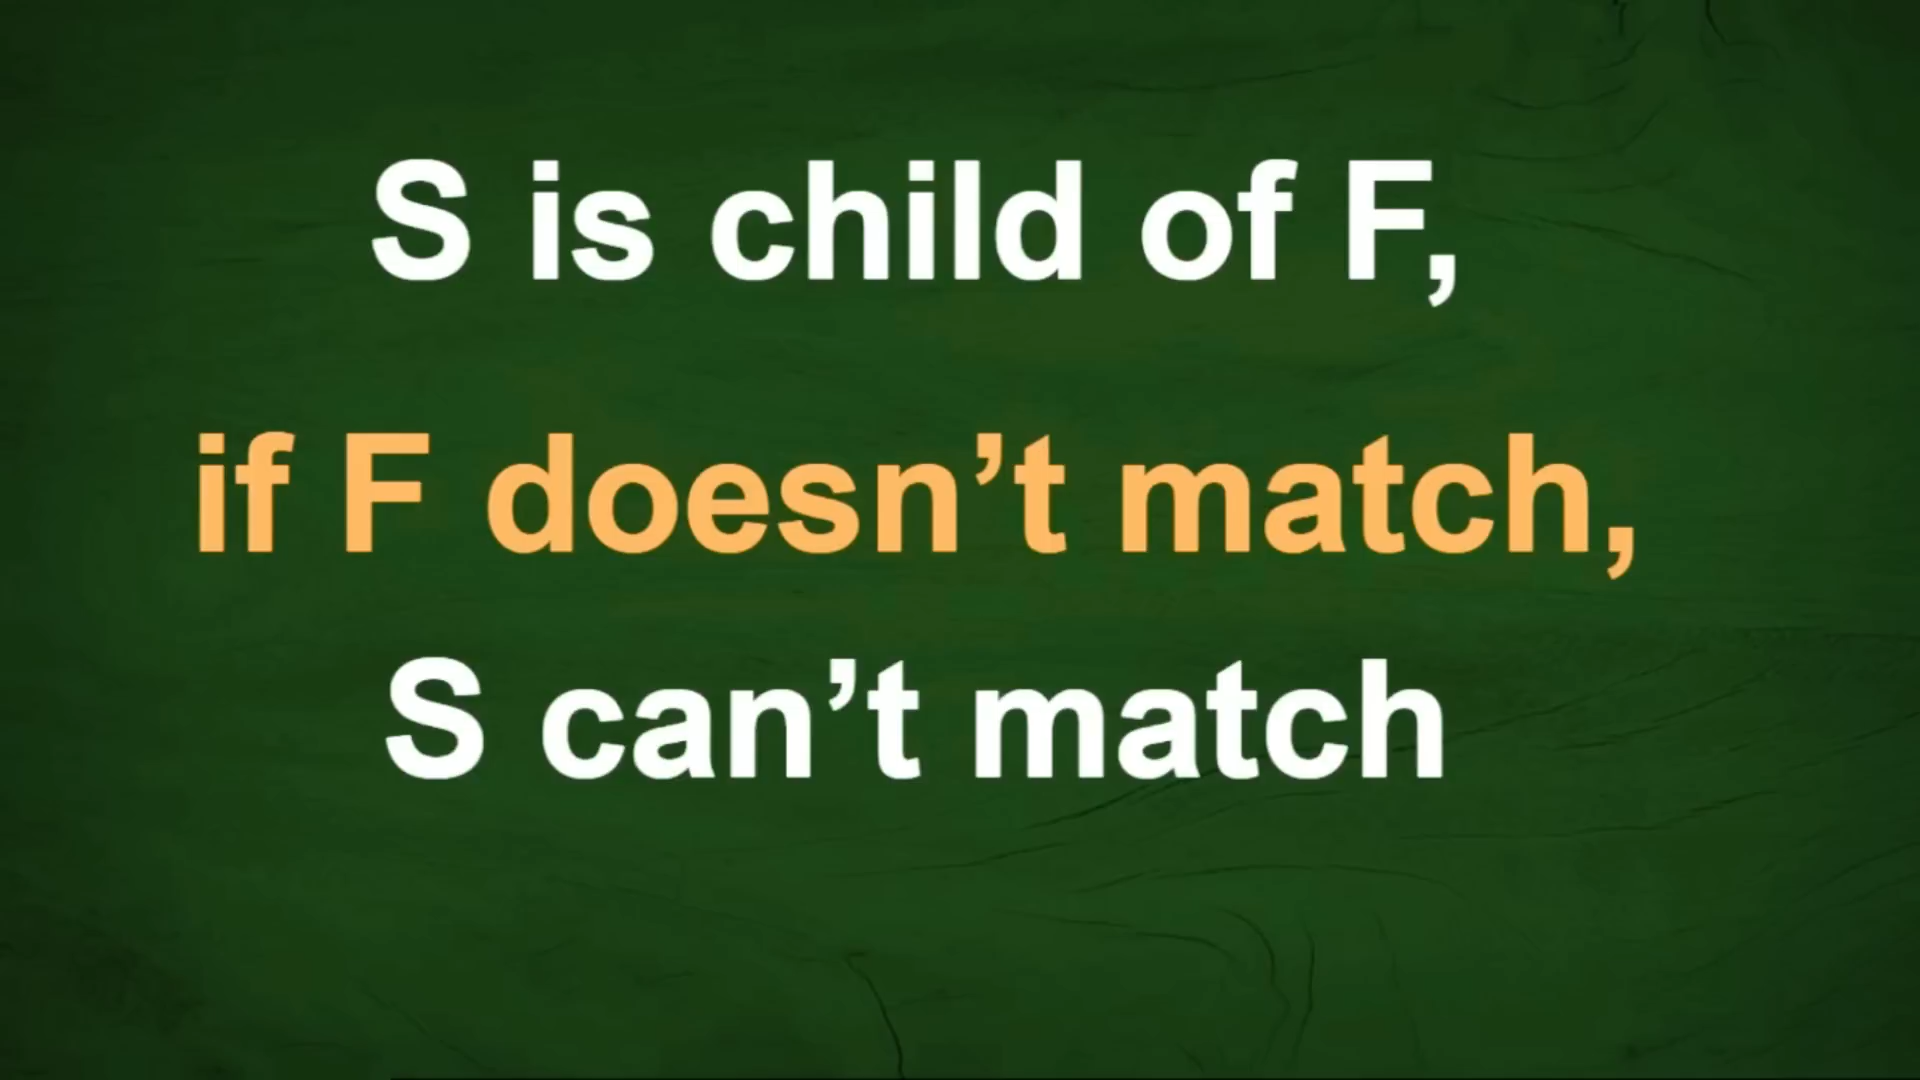 S is child of F,
if F doesn’t match,
S can’t match